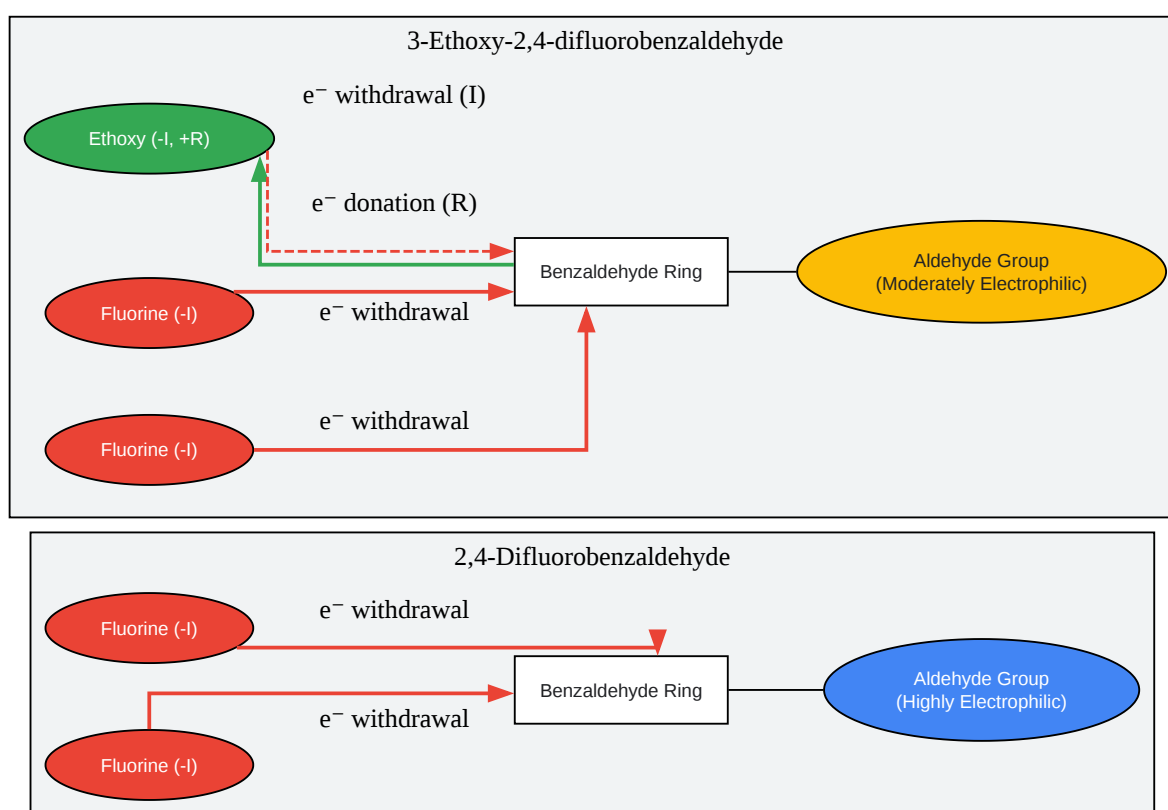 3-Ethoxy-2,4-difluorobenzaldehyde
e⁻ withdrawal (I)
Ethoxy (-I, +R)
e⁻ donation (R)
Benzaldehyde Ring
Aldehyde Group
(Moderately Electrophilic)
Fluorine (-I)
e⁻ withdrawal
e⁻ withdrawal
Fluorine (-I)
2,4-Difluorobenzaldehyde
e⁻ withdrawal
Fluorine (-I)
Benzaldehyde Ring
Aldehyde Group
(Highly Electrophilic)
e⁻ withdrawal
Fluorine (-I)